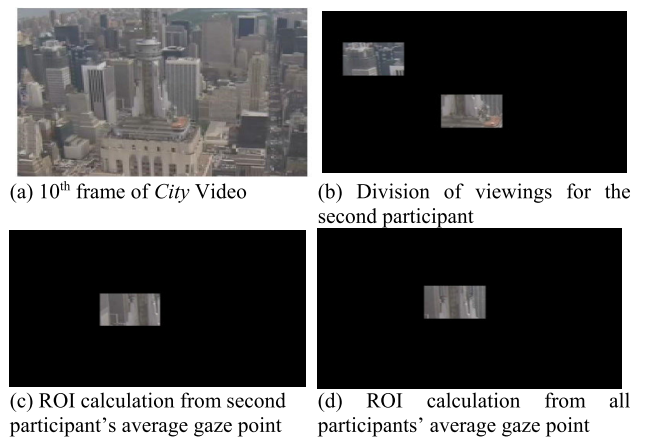 (a) 10th frame of City Video
(b) Division of viewings for the
second participant
(c) ROI calculation from second
participant’s average gaze point
(d) ROI calculation from all
participants’ average gaze point